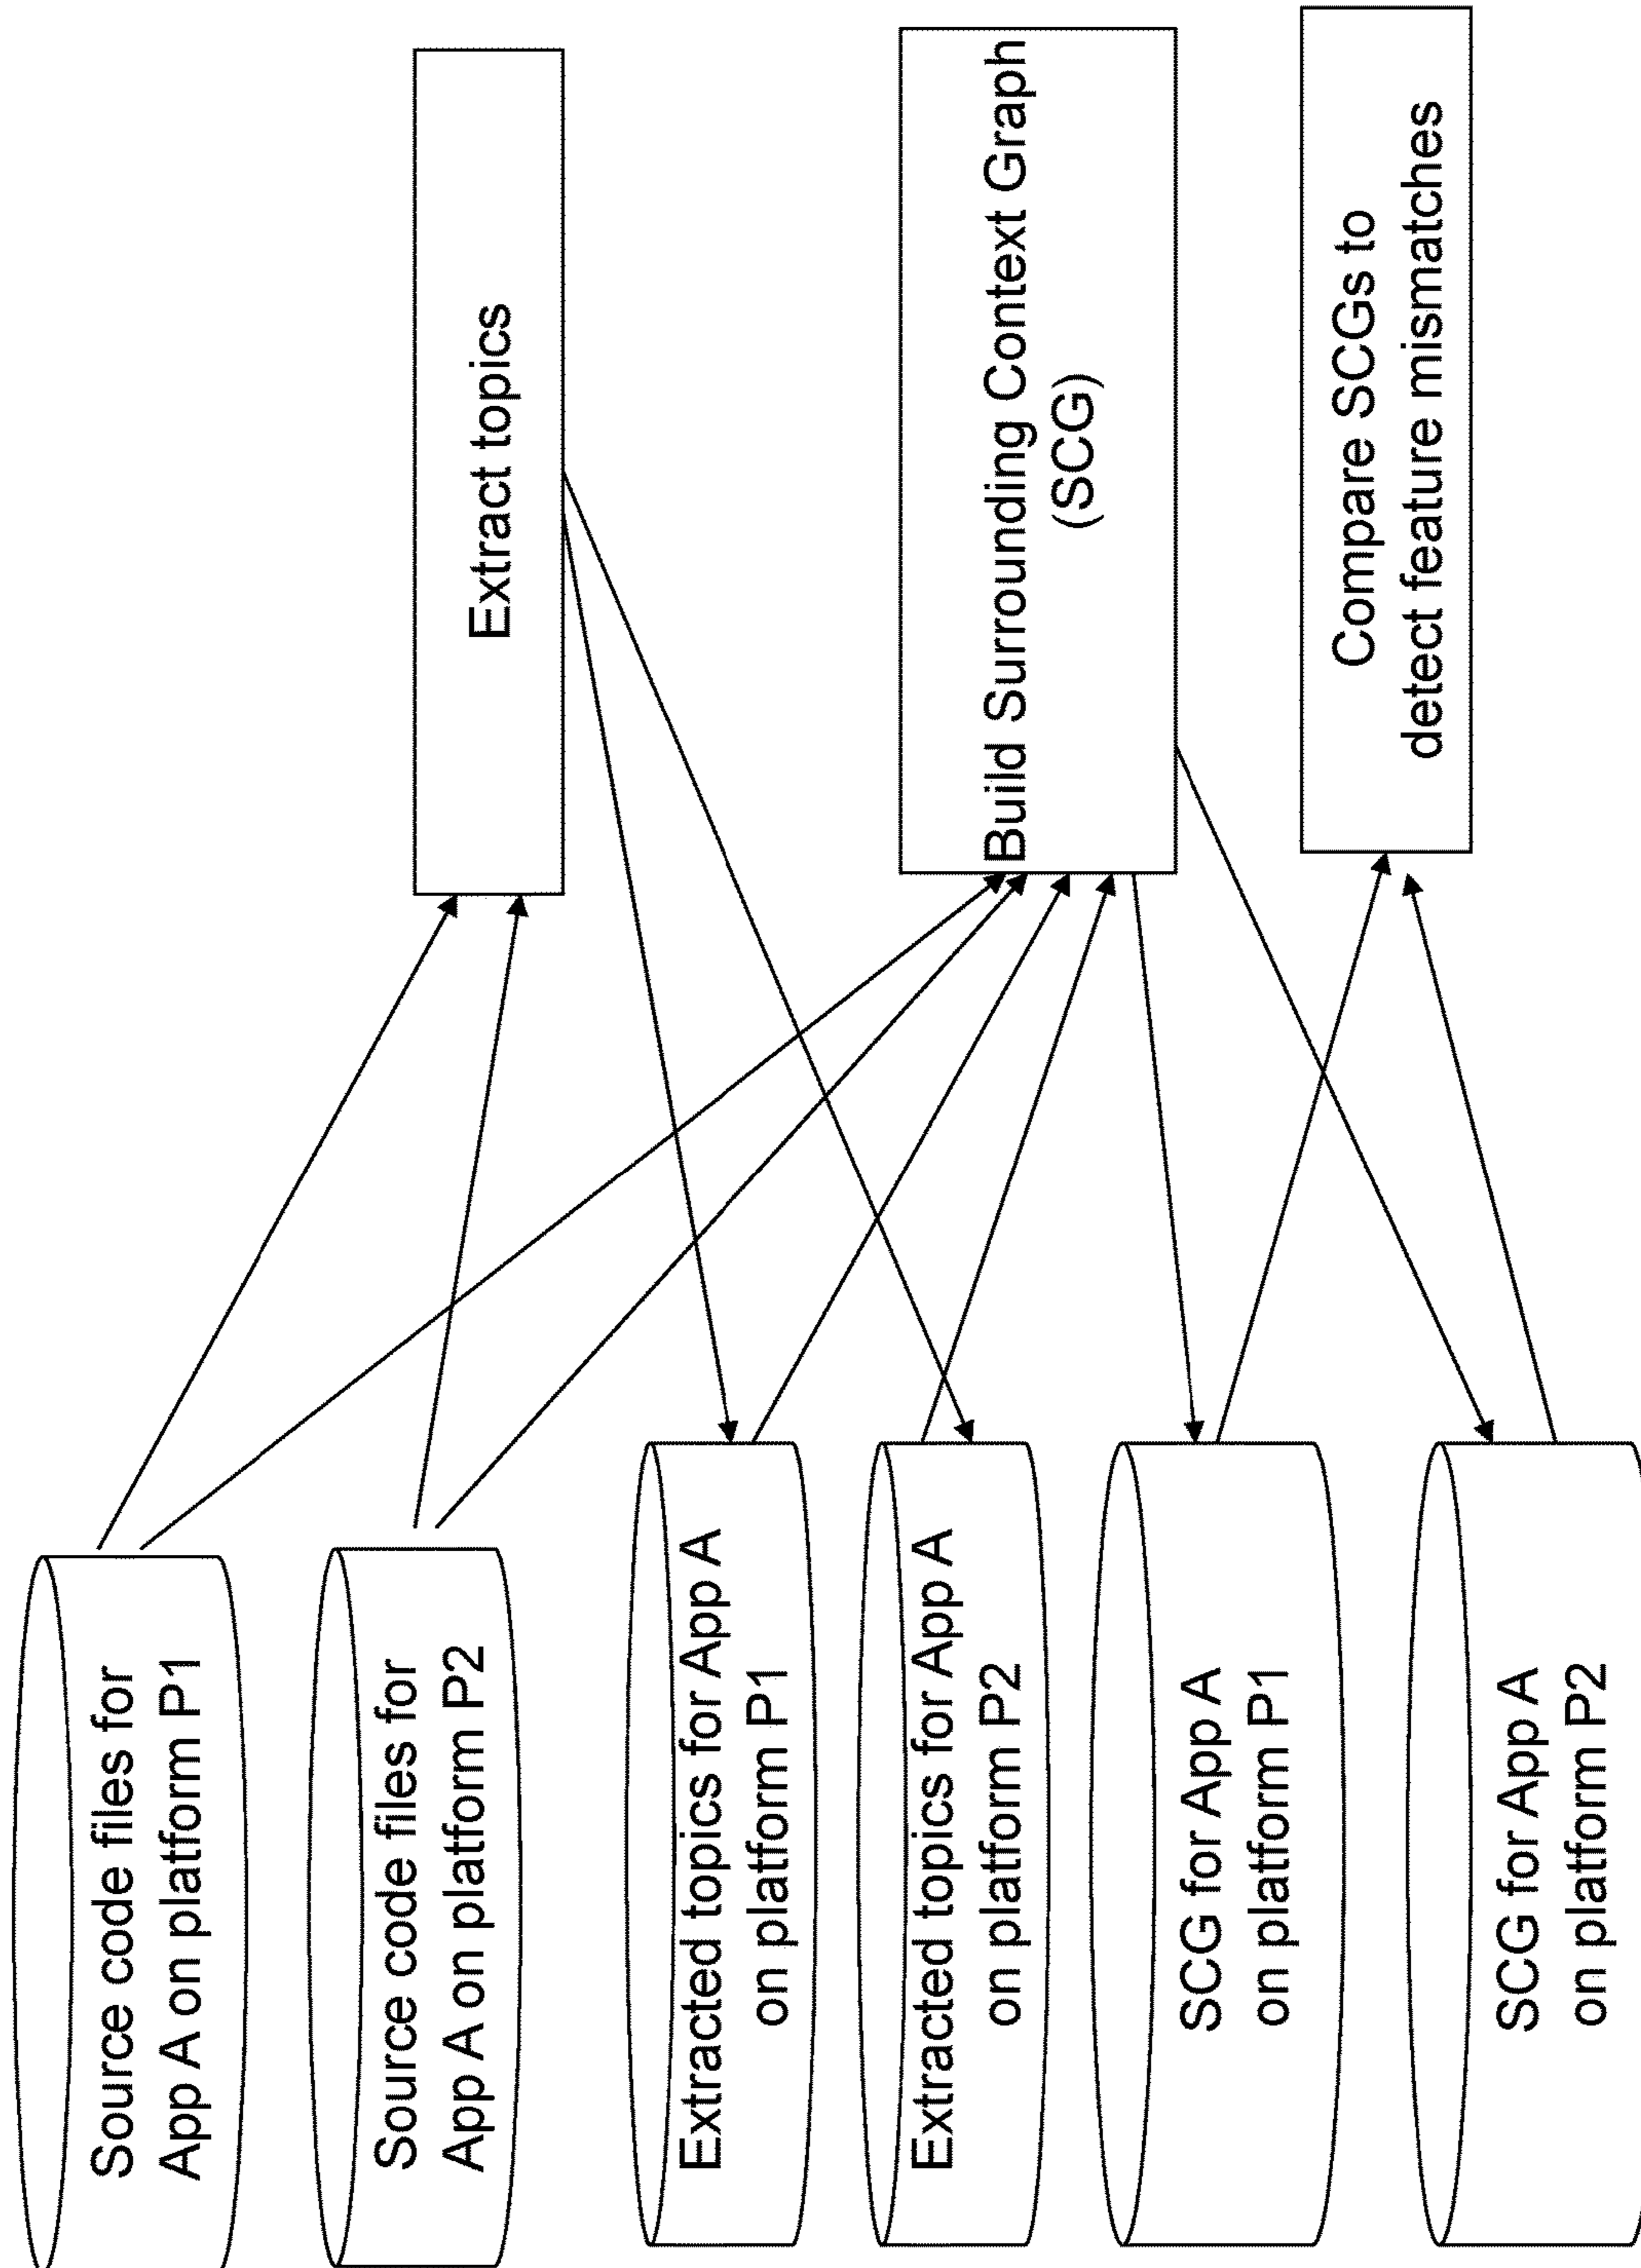 Source code files for
App A on platform P1
Source code files for
App A on platform P2
Extracted topics for App A
on platform P1
Extracted topics for App A
on platform P2
SCG for App A
on platform P1
SCG for App A
on platform P2
Extract topics
Build Surrounding Context Graph
(SCG)
Compare SCGs to
detect feature mismatches